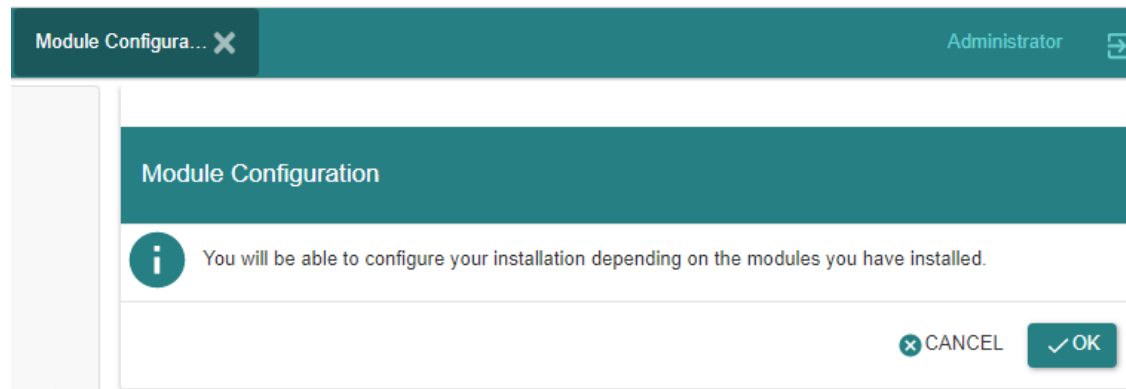 Module Configura...
Administrator
Module Configuration
You will be able to configure your installation depending on the modules you have installed.
CANCEL
OK